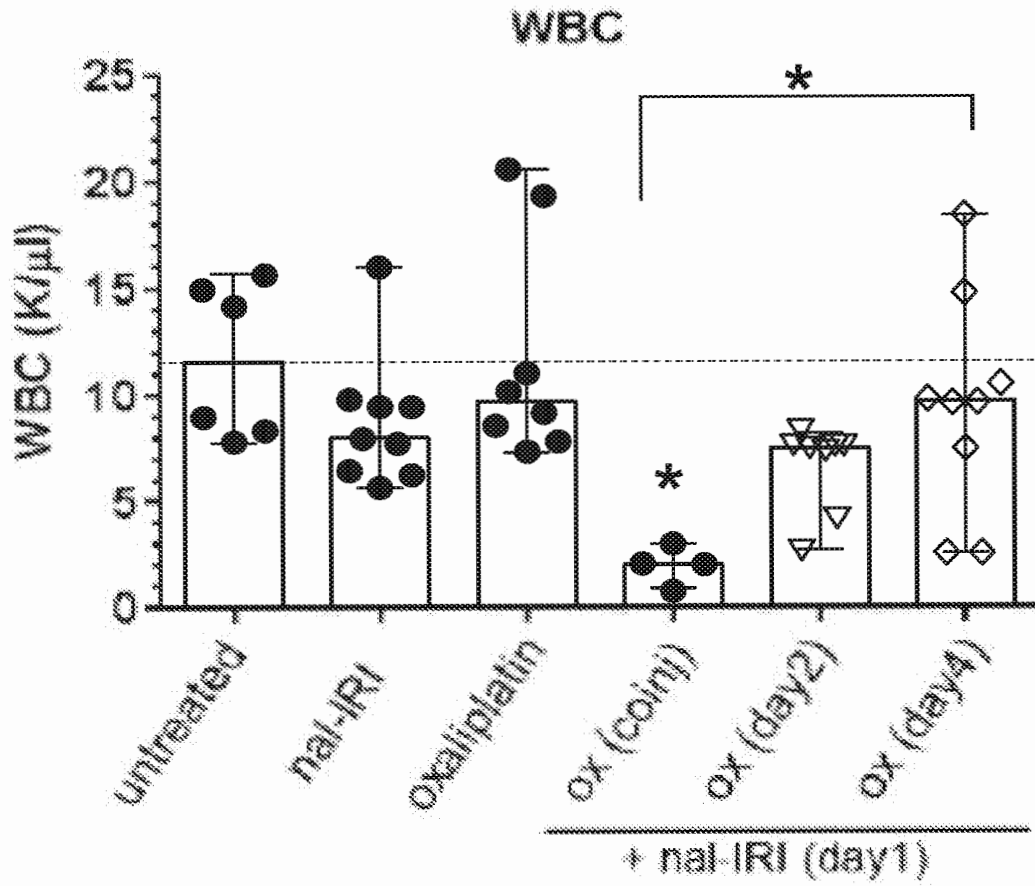 WBC
*
25
20
15
10
5
0
WBC (K/µl)
*
untreated
nal-IRI
oxaliplatin
ox (coinj)
ox (day2)
ox (day4)
+ nal-IRI (day1)